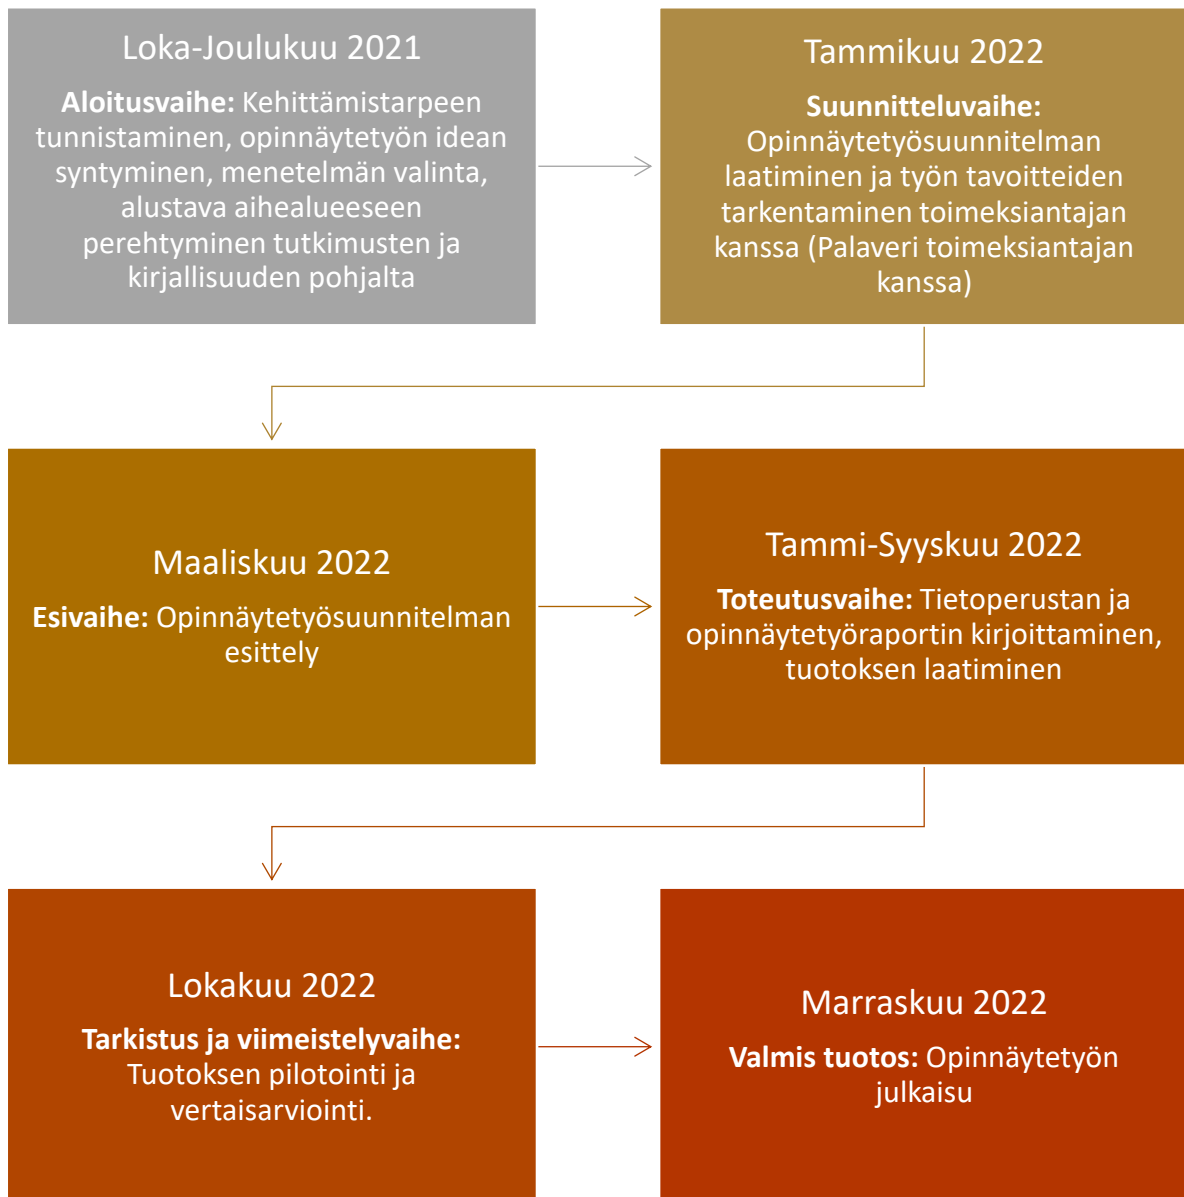 Loka-Joulukuu 2021
Aloitusvaihe: Kehittämistarpeen
tunnistaminen, opinnäytetyön idean
syntyminen, menetelmän valinta,
alustava aihealueeseen
perehtyminen tutkimusten ja
kirjallisuuden pohjalta
Tammikuu 2022
Suunnitteluvaihe:
Opinnäytetyösuunnitelman
laatiminen ja työn tavoitteiden
tarkentaminen toimeksiantajan
kanssa (Palaveri toimeksiantajan
kanssa)
Maaliskuu 2022
Esivaihe: Opinnäytetyösuunnitelman
esittely
Tammi-Syyskuu 2022
Toteutusvaihe: Tietoperustan ja
opinnäytetyöraportin kirjoittaminen,
tuotoksen laatiminen
Lokakuu 2022
Tarkistus ja viimeistelyvaihe:
Tuotoksen pilotointi ja
vertaisarviointi.
Marraskuu 2022
Valmis tuotos: Opinnäytetyön
julkaisu